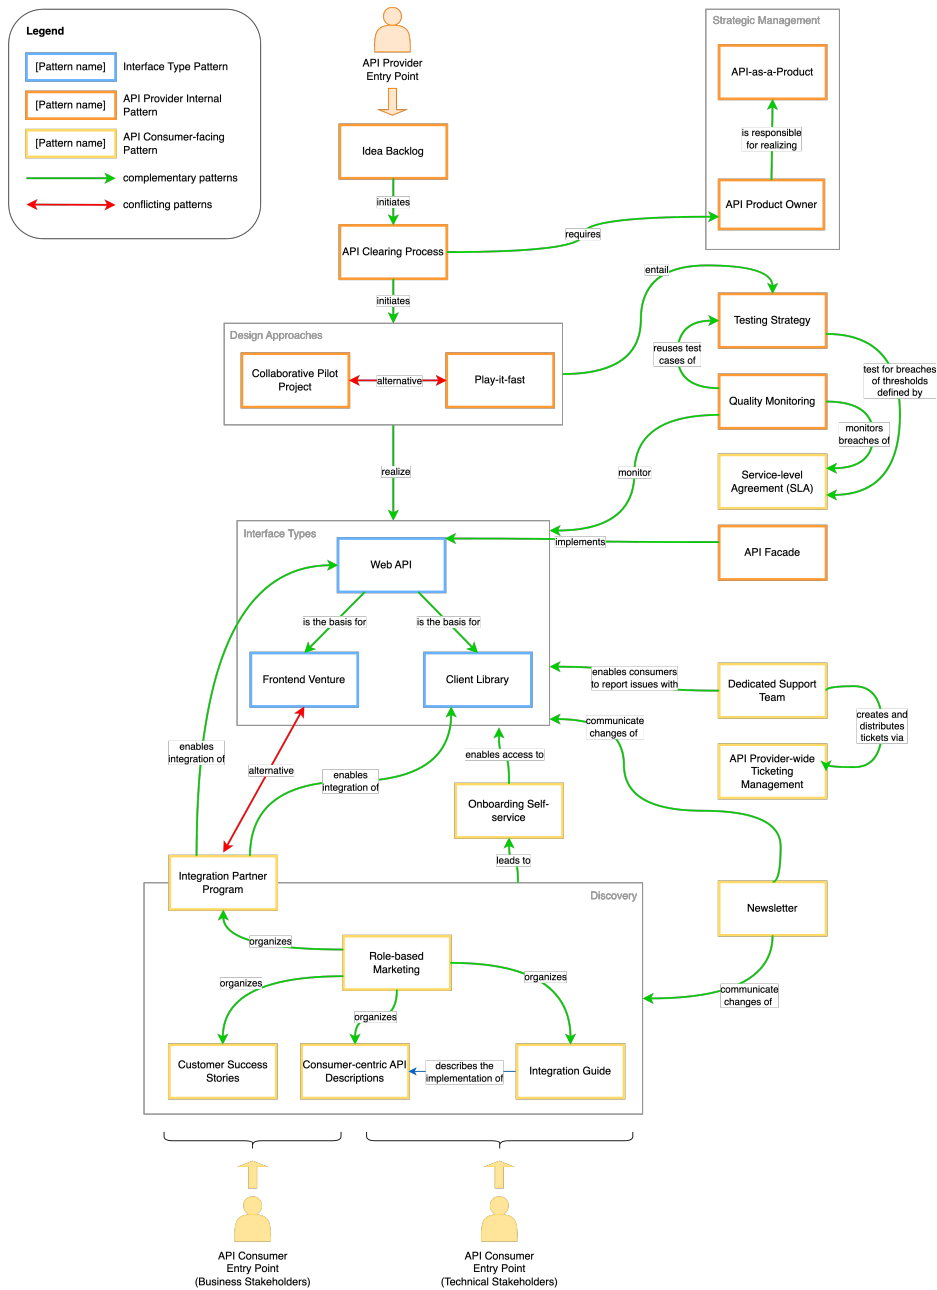 Legend
[Pattern name]
Interface Type Pattern
[Pattern name]
API Provider Internal
Pattern
[Pattern name]
API Consumer-facing
Pattern
complementary patterns
conflicting patterns
API Provider
Entry Point
Idea Backlog
initiates
API Clearing Process
requires
initiates
Strategic Management
API-as-a-Product
is responsible
for realizing
API Product Owner
Design Approaches
Collaborative Pilot
Project
alternative
Play-it-fast
entail
Testing Strategy
reuses test
cases of
test for breaches
of thresholds
defined by
Quality Monitoring
monitors
breaches of
monitor
Service-level
Agreement (SLA)
realize
Interface Types
Web API
implements
API Facade
is the basis for
is the basis for
Frontend Venture
Client Library
enables consumers
to report issues with
Dedicated Support
Team
creates and
distributes
tickets via
API Provider-wide
Ticketing
Management
communicate
changes of
enables
integration of
alternative
enables
integration of
enables access to
Onboarding Self-
service
leads to
Integration Partner
Program
Discovery
Newsletter
organizes
Role-based
Marketing
organizes
organizes
organizes
communicate
changes of
Customer Success
Stories
Consumer-centric API
Descriptions
describes the
implementation of
Integration Guide
API Consumer
Entry Point
(Business Stakeholders)
API Consumer
Entry Point
(Technical Stakeholders)